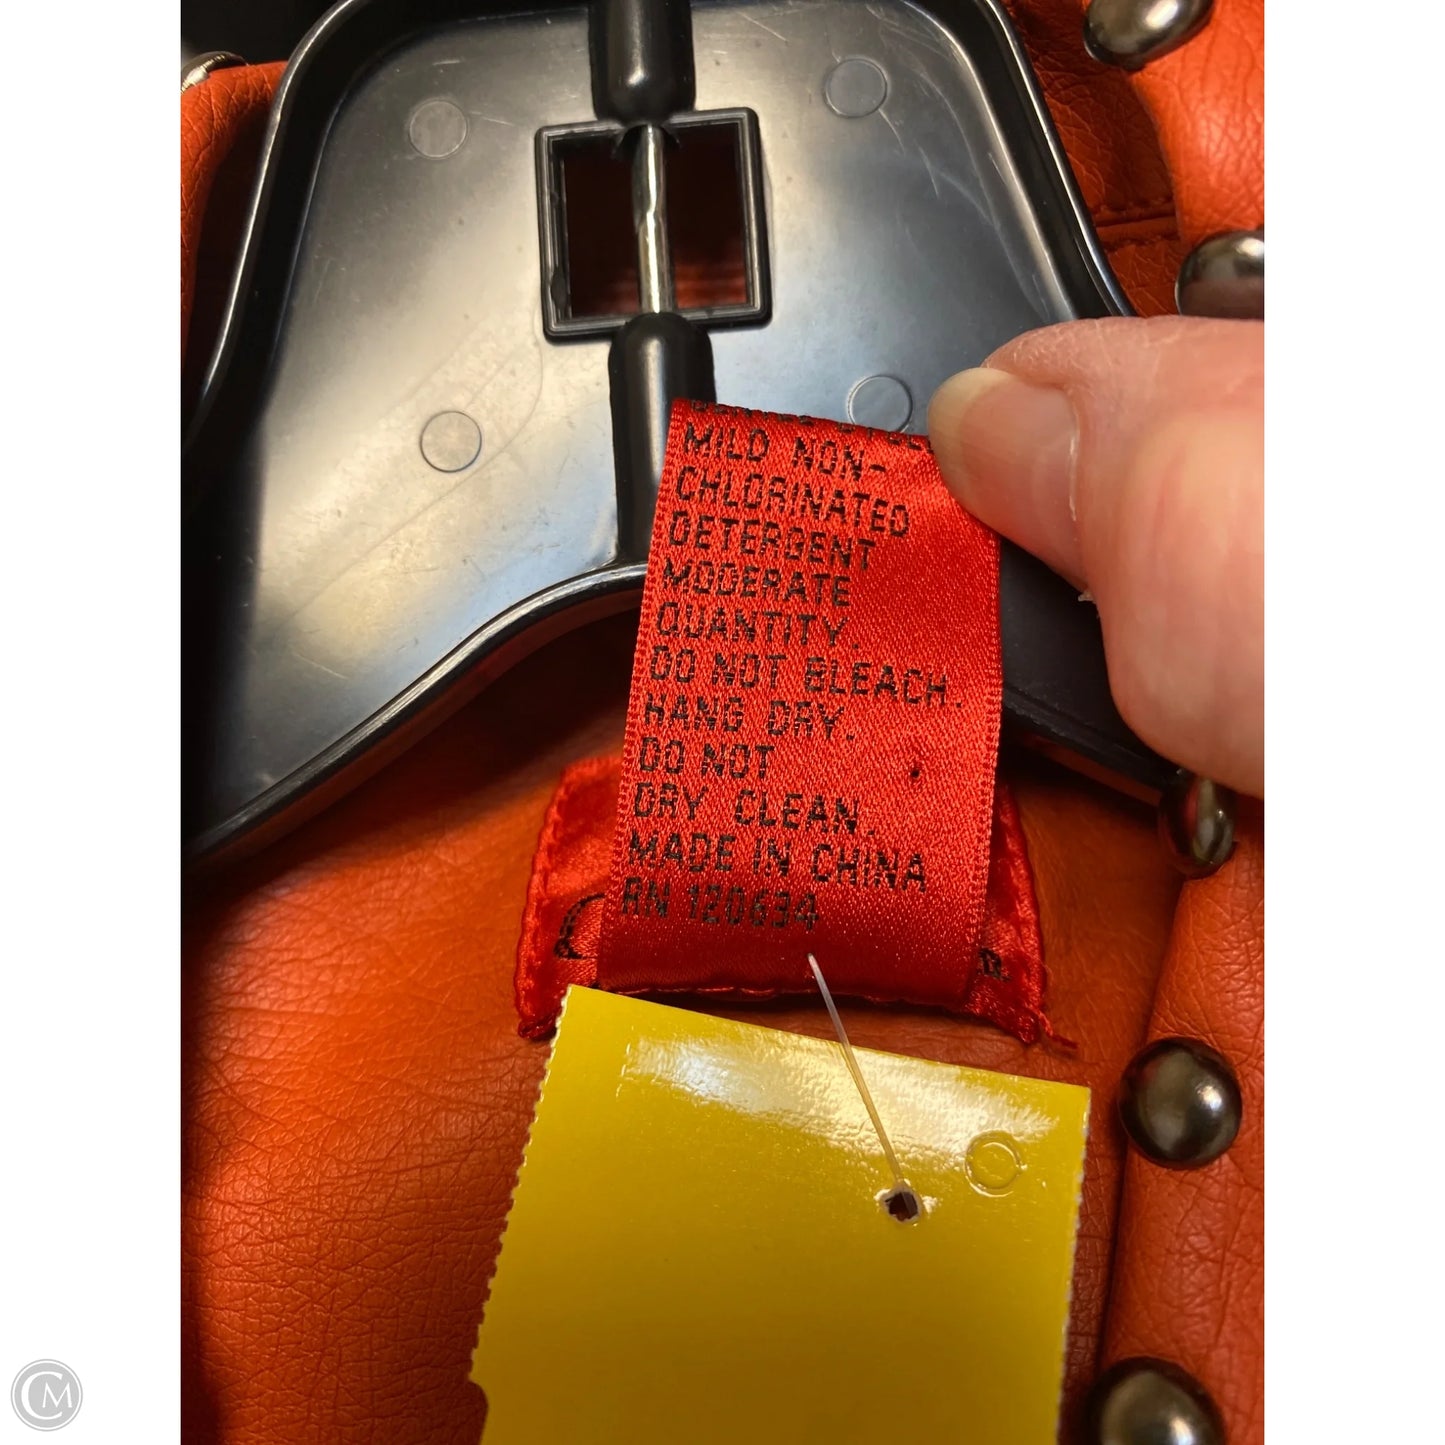 MILD NON-
CHLORINATED
DETERGENT
MODERATE
QUANTITY.
DO NOT BLEACH.
HANG DRY.
DO NOT
DRY CLEAN.
MADE IN CHINA
RN 120634
CM